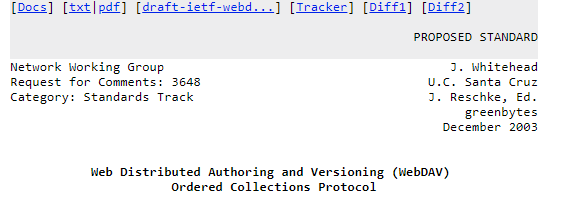 [Docs] [txt|pdf] [draft-ietf-webd...] [Tracker] [Diff1] [Diff2]
PROPOSED STANDARD
Network Working Group J. Whitehead
Request for Comments: 3648 U.C. Santa Cruz
Category: Standards Track J. Reschke, Ed.
greenbytes
December 2003
Web Distributed Authoring and Versioning (WebDAV)
Ordered Collections Protocol